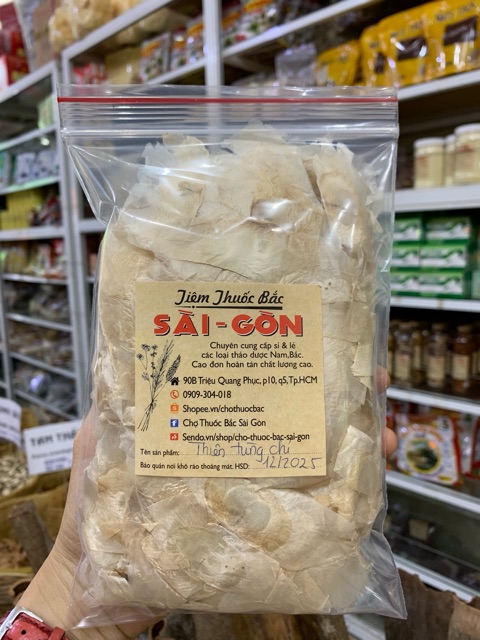 Tiệm Thuốc Bắc
SÀI-GÒN
Chuyên cung cấp sỉ & lẻ
các loại thảo dược Nam,Bắc.
Cao đơn hoàn tán chất lượng cao.
90B Triệu Quang Phục, p10, q5,Tp.HCM
0909-304-018
Shopee.vn/chothuocbac
Chợ Thuốc Bắc Sài Gòn
Sendo.vn/shop/cho-thuoc-bac-sai-gon
Tên sản phẩm: Thiên tung chỉ
Bảo quản nơi khô ráo thoáng mát. HSD: 12/2025